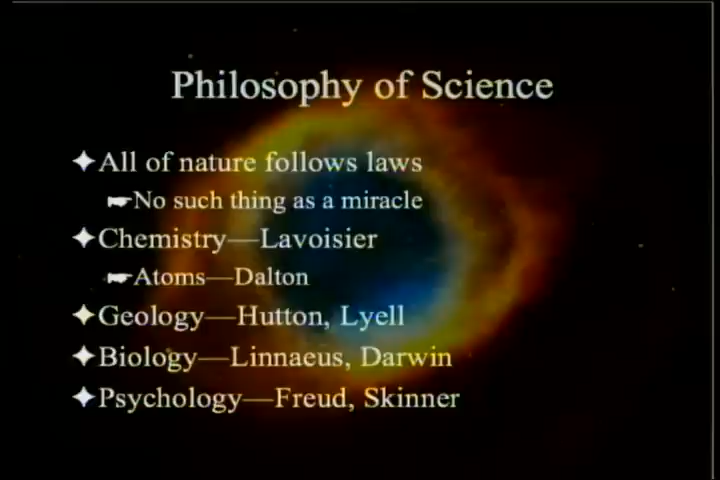 Philosophy of Science
All of nature follows laws
No such thing as a miracle
Chemistry—Lavoisier
Atoms—Dalton
Geology—Hutton, Lyell
Biology—Linnaeus, Darwin
Psychology—Freud, Skinner